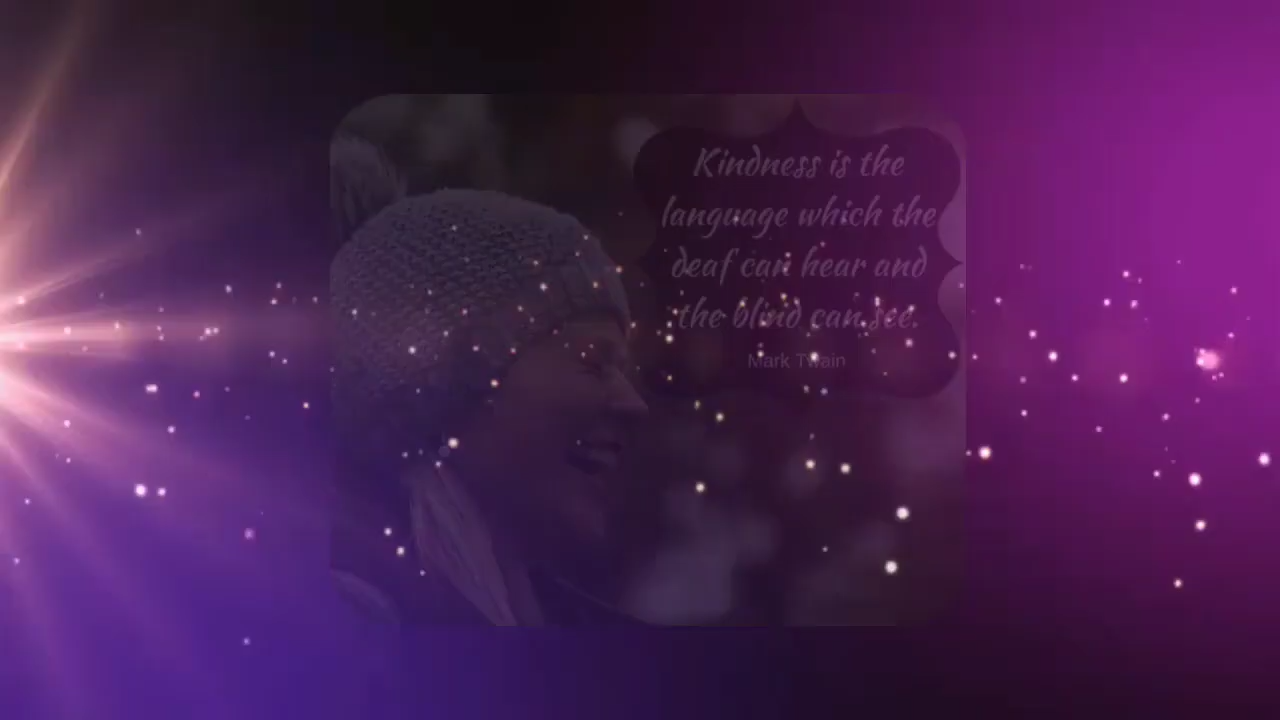 Kindness is the
language which the
deaf can hear and
the blind can see.
Mark Twain